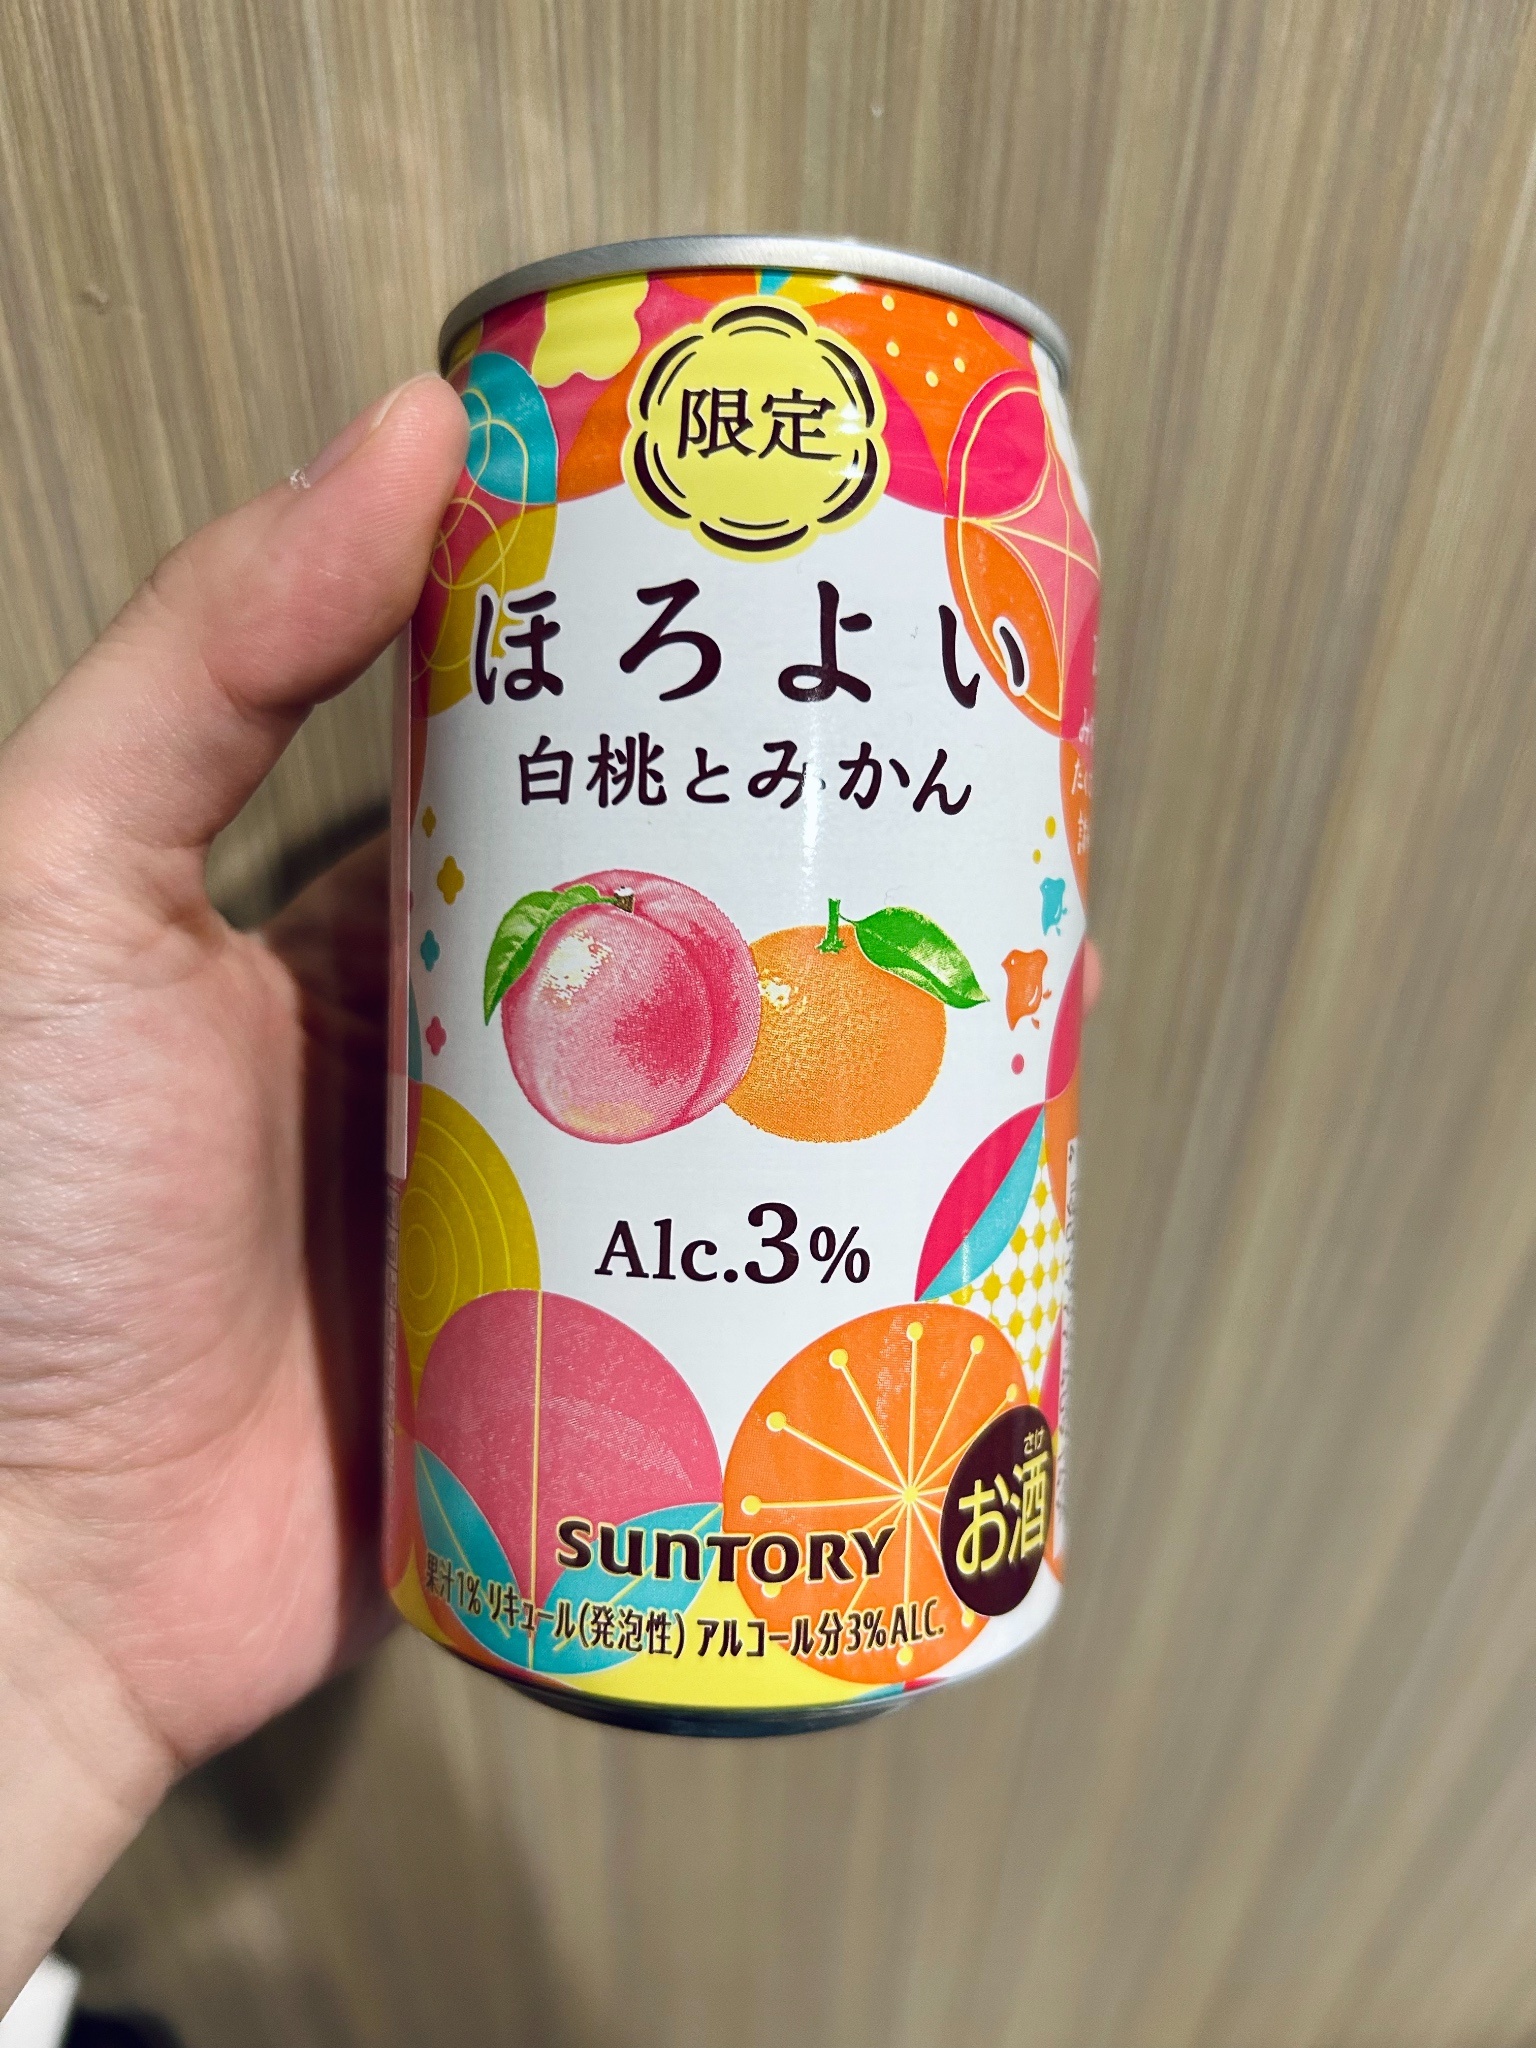 限定
ほろよい
白桃とみかん
Alc.3%
さけ
お酒
SUNTORY
果汁1% リキュール(発泡性) アルコール分3%ALC.